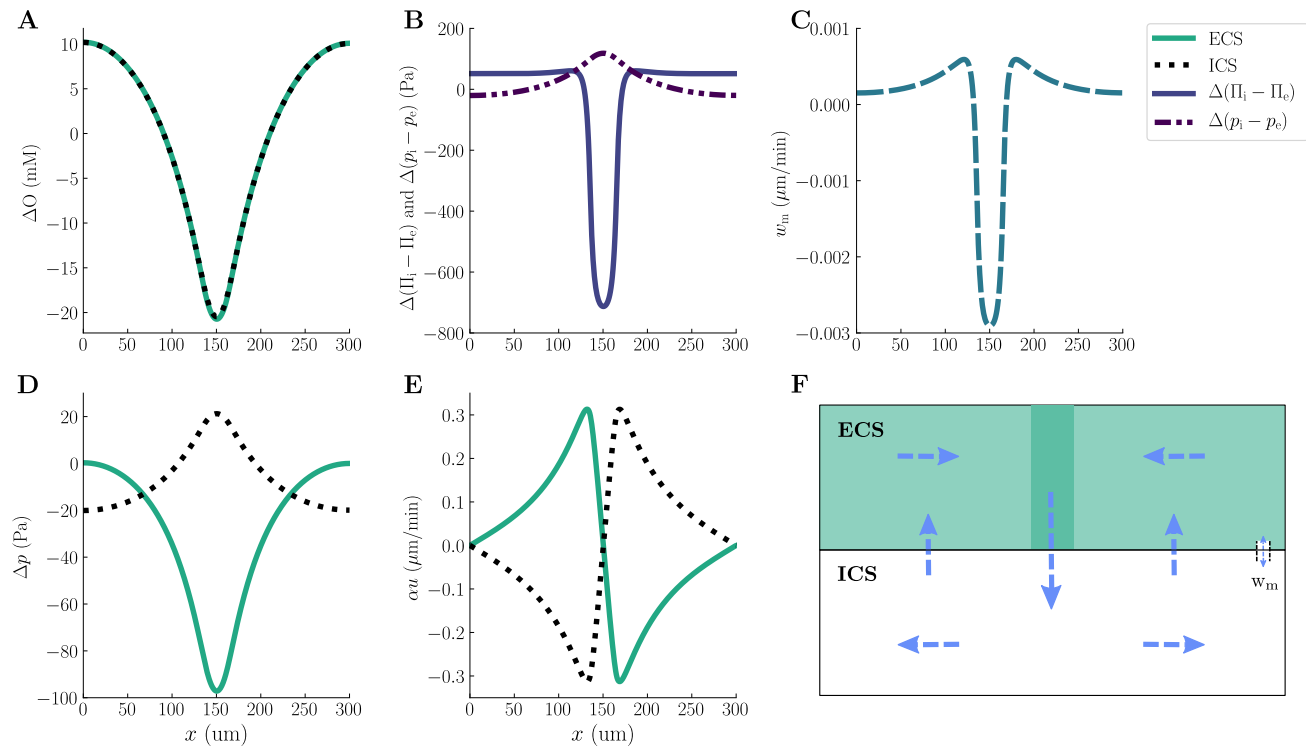 A
10
5
0
−5
−10
−15
−20
ΔO (mM)
0 50 100 150 200 250 300
B
200
0
−200
−400
−600
−800
Δ(Πi − Πe) and Δ(pi − pe) (Pa)
0 50 100 150 200 250 300
C
0.001
0.000
−0.001
−0.002
−0.003
wm (μm/min)
0 50 100 150 200 250 300
ECS
ICS
Δ(Πi − Πe)
Δ(pi − pe)
D
20
0
−20
−40
−60
−80
−100
Δp (Pa)
0 50 100 150 200 250 300
x (um)
E
0.3
0.2
0.1
0.0
−0.1
−0.2
−0.3
αu (μm/min)
0 50 100 150 200 250 300
x (um)
F
ECS
ICS
wm